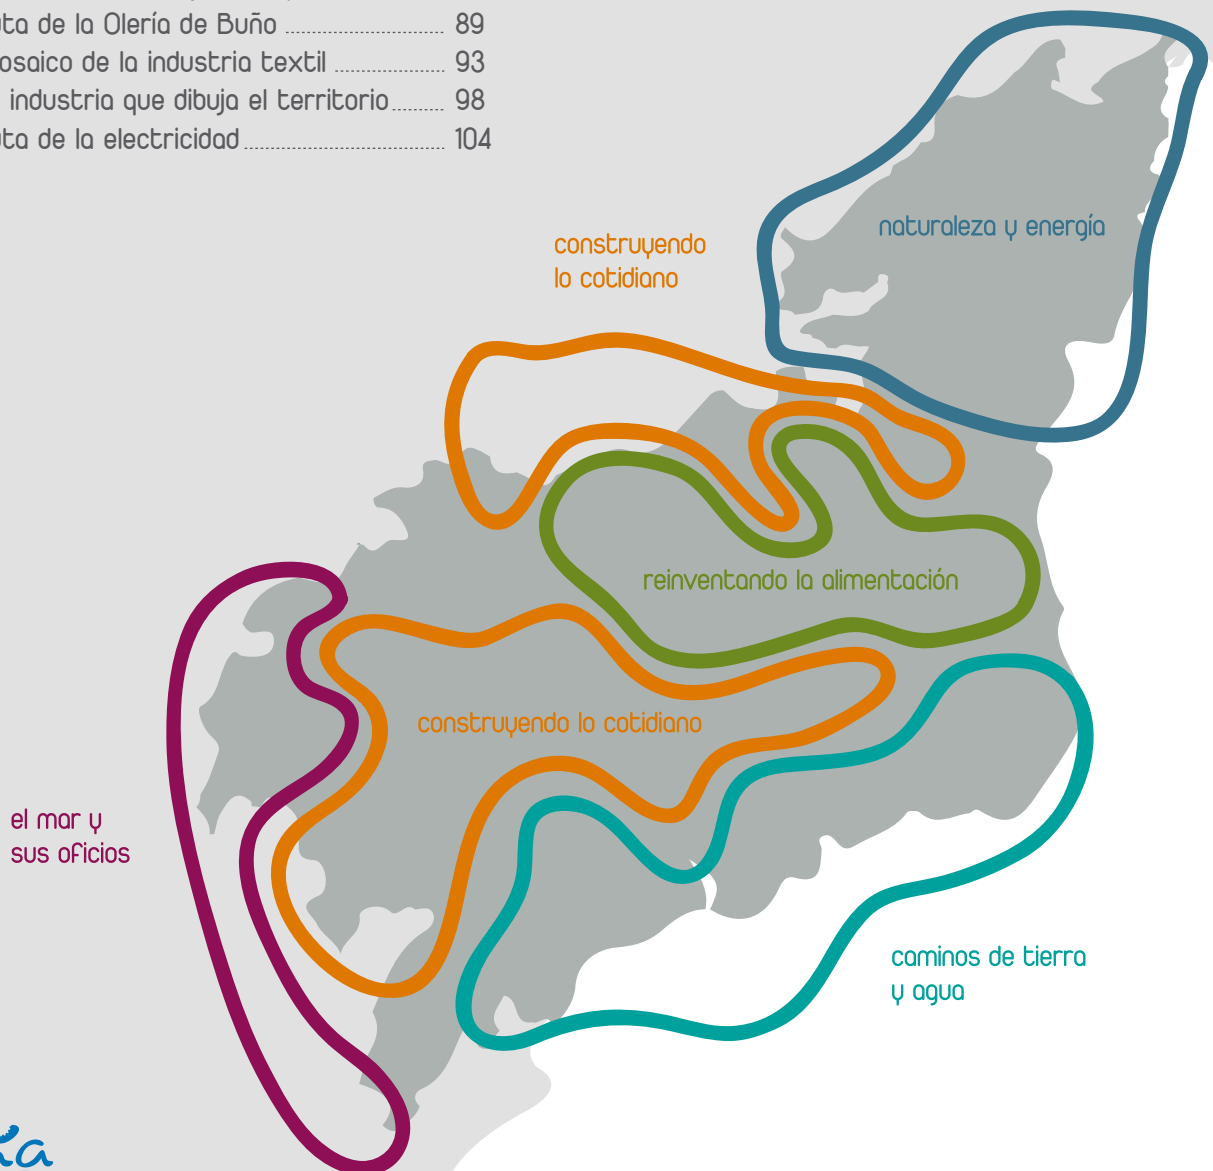 ta de la Olería de Buño 89
osaico de la industria textil 93
industria que dibuja el territorio 98
ta de la electricidad 104
naturaleza y energía
construyendo
lo cotidiano
reinventando la alimentación
construyendo lo cotidiano
el mar y
sus oficios
caminos de tierra
y agua